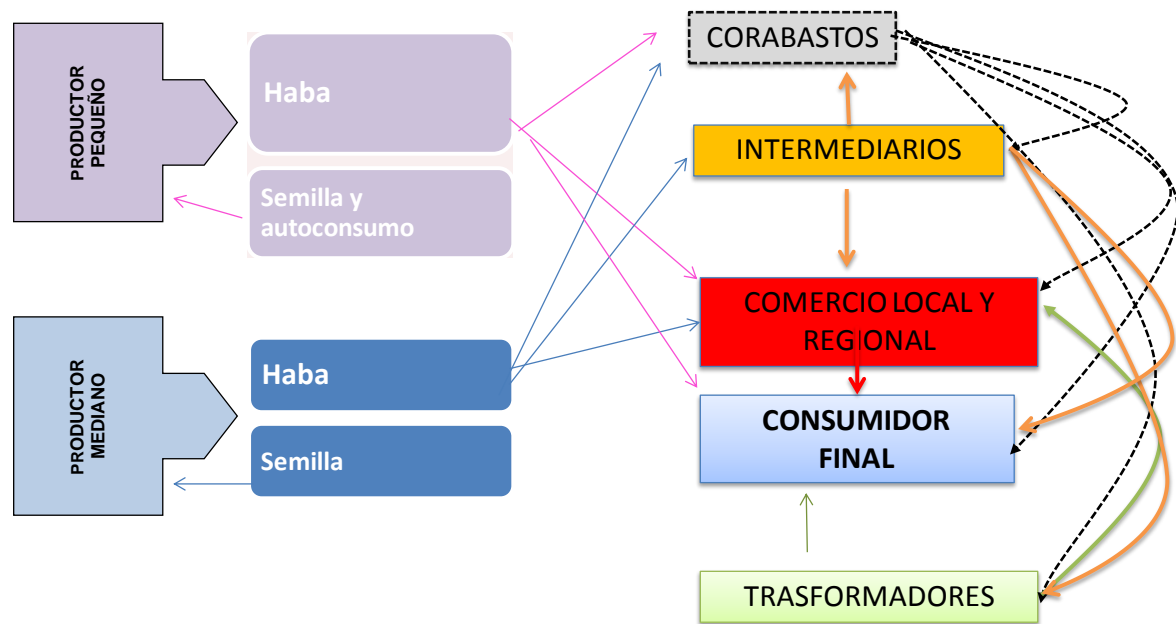 PRODUCTOR
PEQUEÑO
Haba
Semilla y
autoconsumo
PRODUCTOR
MEDIANO
Haba
Semilla
CORABASTOS
INTERMEDIARIOS
COMERCIO LOCAL Y
REGIONAL
CONSUMIDOR
FINAL
TRASFORMADORES